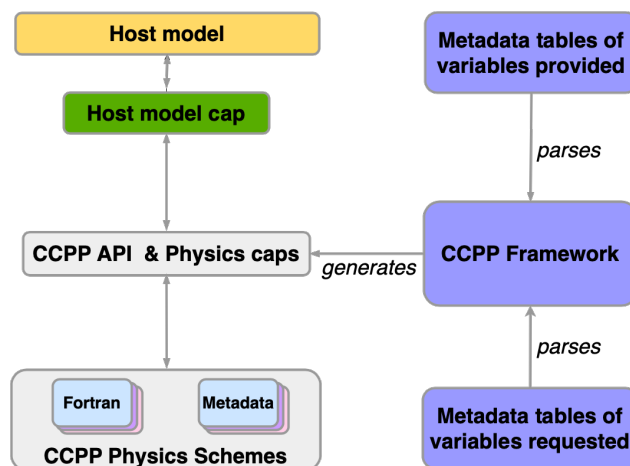 Host model
Host model cap
CCPP API & Physics caps
Fortran
Metadata
CCPP Physics Schemes
Metadata tables of
variables provided
parses
CCPP Framework
generates
parses
Metadata tables of
variables requested